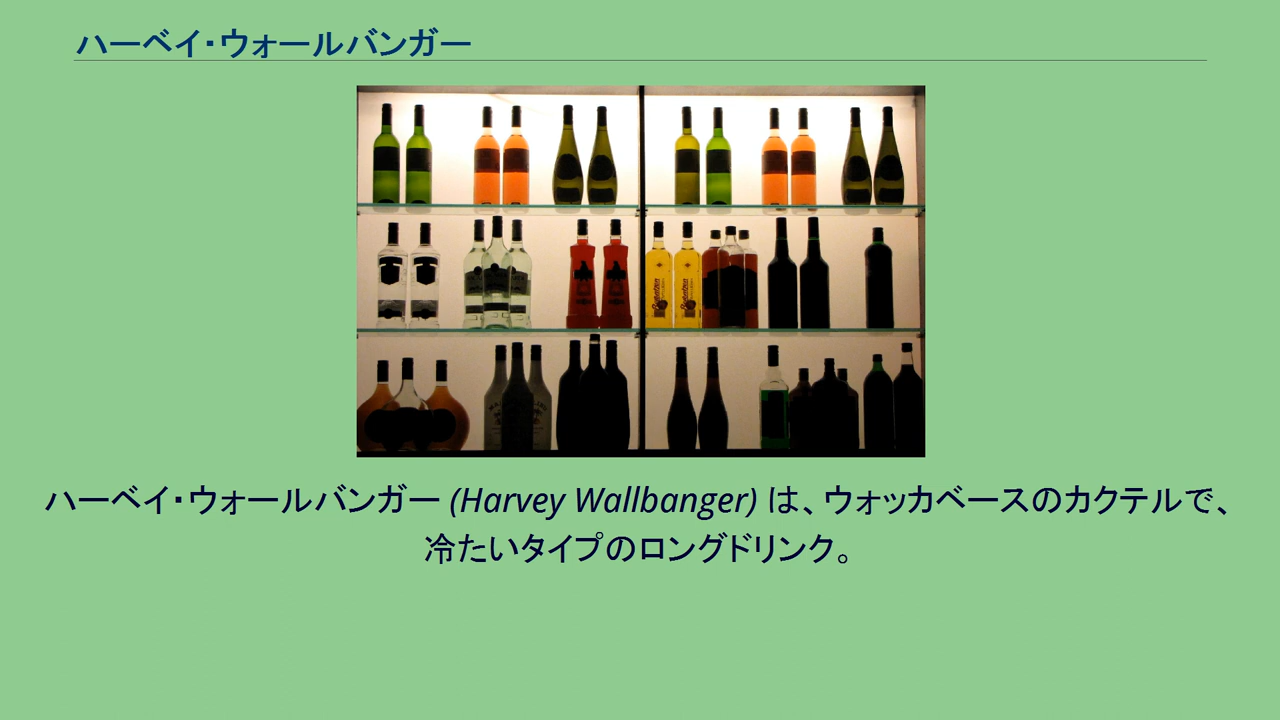 ハーベイ・ウォールバンガー
ハーベイ・ウォールバンガー (Harvey Wallbanger) は、ウォッカベースのカクテルで、
冷たいタイプのロングドリンク。